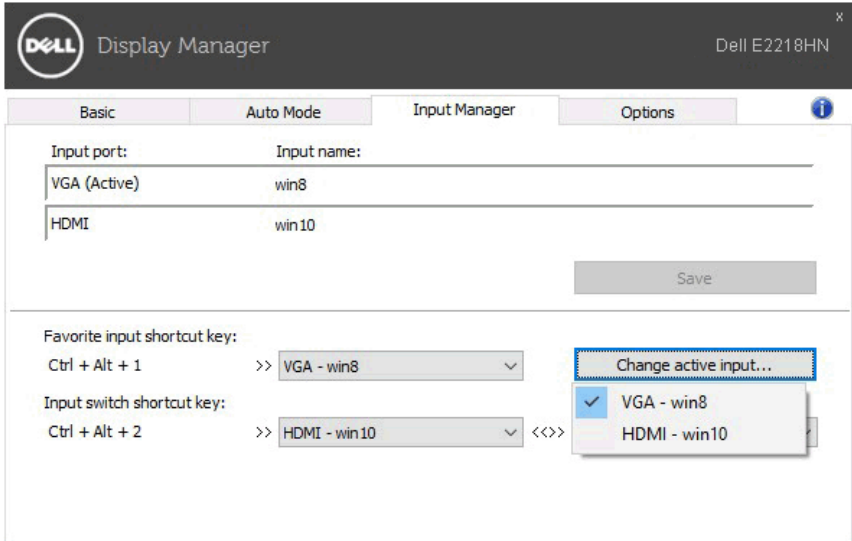 x
DELL Display Manager Dell E2218HN
Basic Auto Mode Input Manager Options i
Input port: Input name:
VGA (Active) win8
HDMI win10
Save
Favorite input shortcut key:
Ctrl + Alt + 1 >> VGA - win8 Change active input...
Input switch shortcut key:
VGA - win8
Ctrl + Alt + 2 >> HDMI - win10 <<>> HDMI - win10